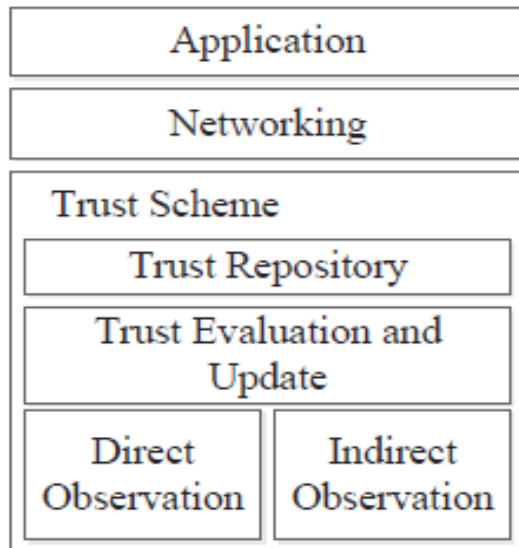 Application
Networking
Trust Scheme
Trust Repository
Trust Evaluation and
Update
Direct
Observation
Indirect
Observation